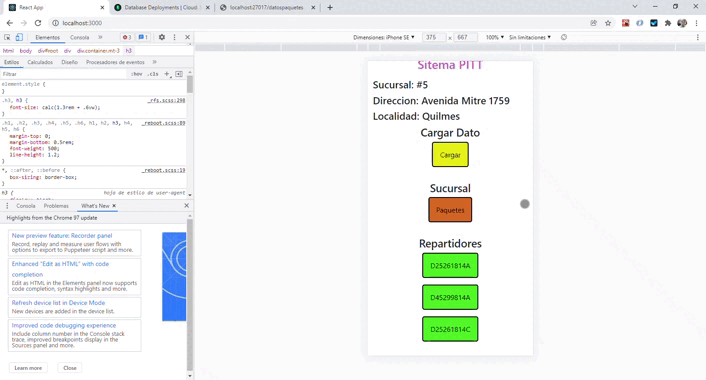 React App
Database Deployments | Cloud:
localhost:27017/datospaquetes
localhost:3000
Elementos Consola 3 1
Dimensiones: iPhone SE 375 x 667 100% Sin limitaciones
html body div#root div div.container.mt-3 h3
Estilos Calculados Diseño Procesadores de eventos
Filtrar :hov .cls
element.style {
}
.h3, h3 { _rfs.scss:298
font-size: calc(1.3rem + .6vw);
}
.h1, .h2, .h3, .h4, .h5, .h6, h1, h2, h3, h4, _reboot.scss:89
h5, h6 {
margin-top: 0;
margin-bottom: 0.5rem;
font-weight: 500;
line-height: 1.2;
}
*, ::after, ::before { _reboot.scss:19
box-sizing: border-box;
}
h3 { hoja de estilo de user-agent
Consola Problemas What's New
Highlights from the Chrome 97 update
New preview feature: Recorder panel
Record, replay and measure user flows
with options to export to Puppeteer script and more.
Enhanced "Edit as HTML" with code
completion
Edit as HTML in the Elements panel now supports
code completion, syntax highlights and more.
Refresh device list in Device Mode
New devices are added in the device list.
Improved code debugging experience
Include column number in the Console stack
trace, improved breakpoints display in the
Sources panel and more.
Learn more Close
Sitema PITT
Sucursal: #5
Direccion: Avenida Mitre 1759
Localidad: Quilmes
Cargar Dato
Cargar
Sucursal
Paquetes
Repartidores
D25261814A
D45299814A
D25261814C